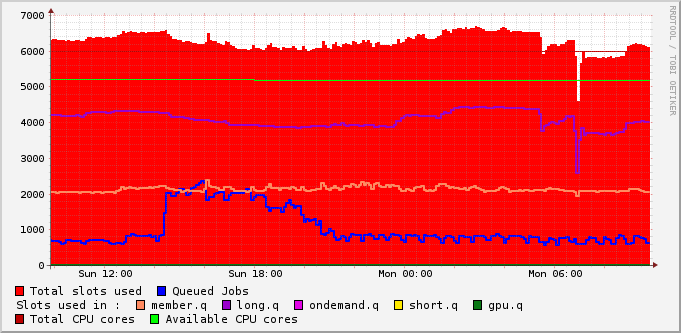 7000
6000
5000
4000
3000
2000
1000
0
Sun 12:00 Sun 18:00 Mon 00:00 Mon 06:00
RRDTOOL / TOBI OETIKER
Total slots used Queued Jobs
Slots used in : member.q long.q ondemand.q short.q gpu.q
Total CPU cores Available CPU cores